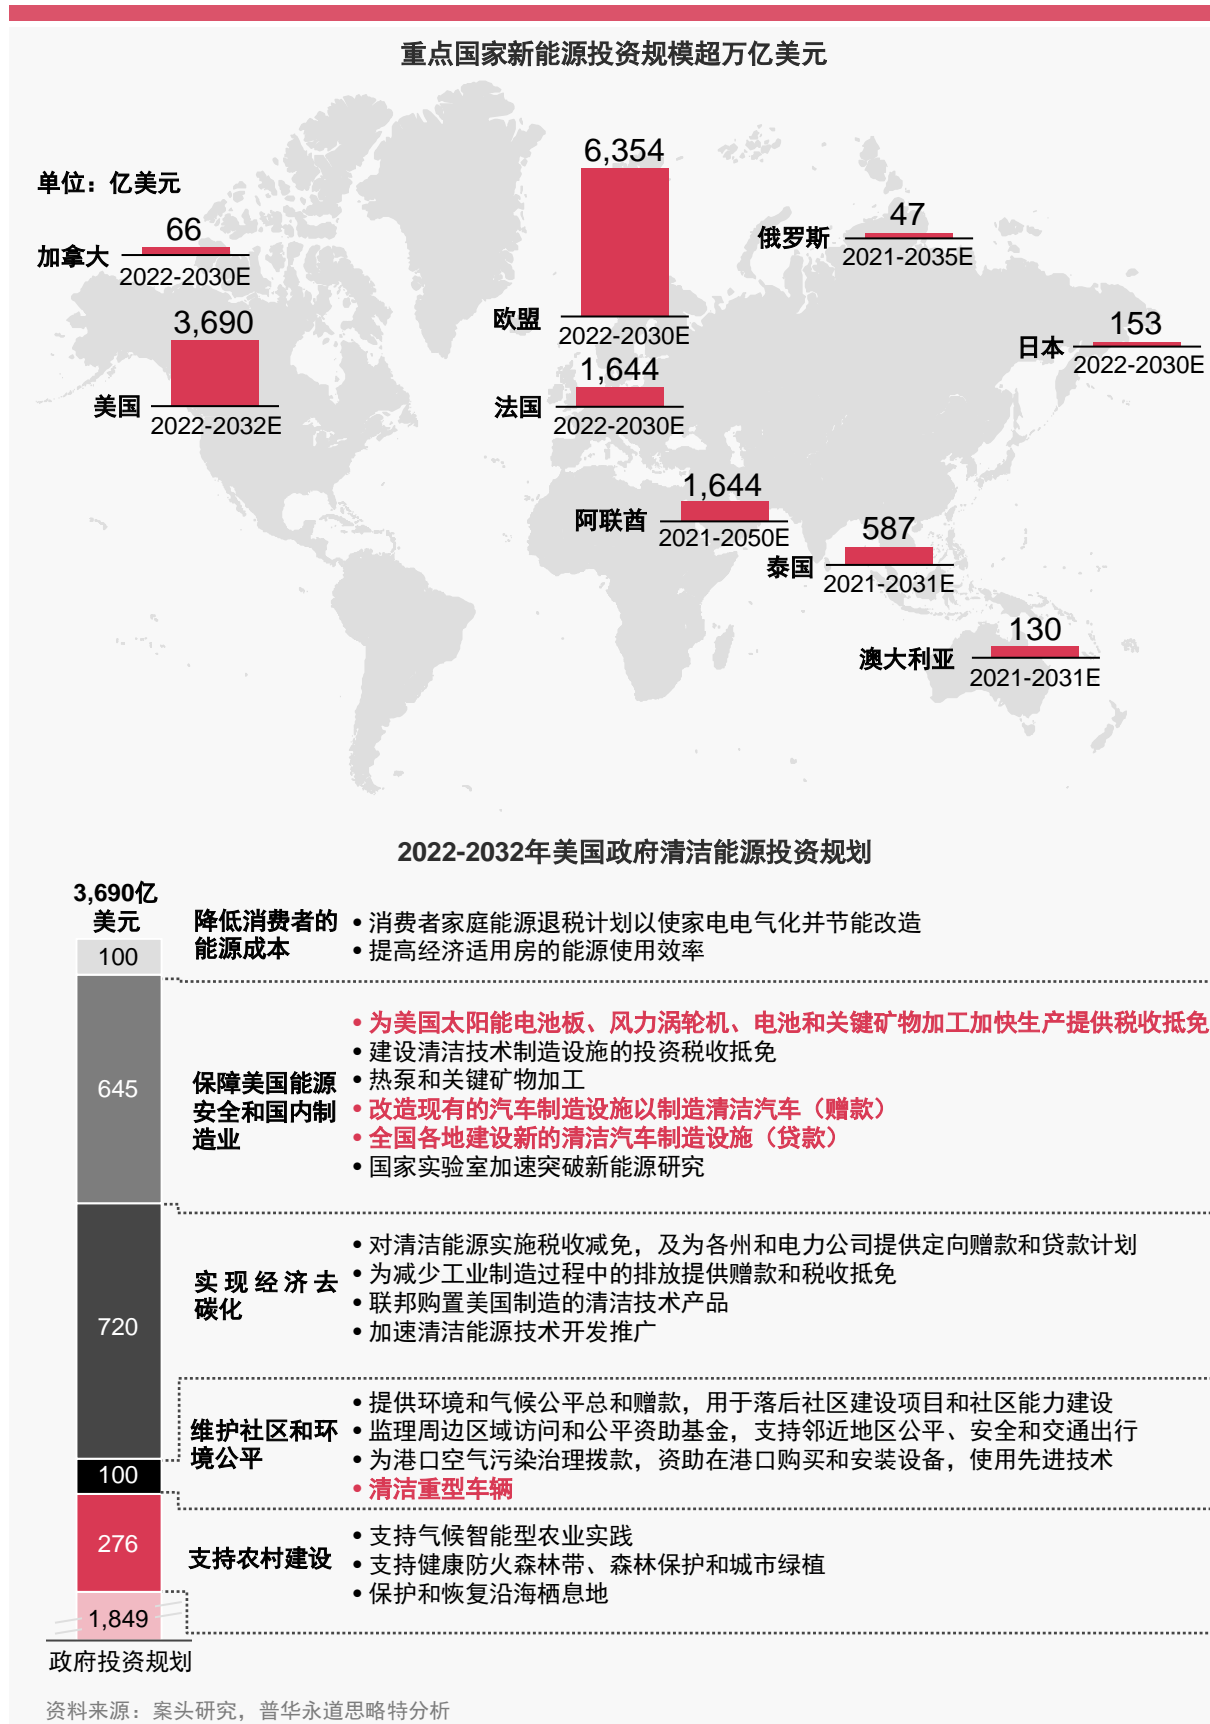 重点国家新能源投资规模超万亿美元
单位：亿美元
加拿大
66
2022-2030E
美国
3,690
2022-2032E
欧盟
6,354
2022-2030E
法国
1,644
2022-2030E
俄罗斯
47
2021-2035E
日本
153
2022-2030E
阿联酋
1,644
2021-2050E
泰国
587
2021-2031E
澳大利亚
130
2021-2031E
2022-2032年美国政府清洁能源投资规划
3,690亿
美元
100
645
720
100
276
1,849
政府投资规划
降低消费者的
能源成本
• 消费者家庭能源退税计划以使家电电气化并节能改造
• 提高经济适用房的能源使用效率
保障美国能源
安全和国内制
造业
• 为美国太阳能电池板、风力涡轮机、电池和关键矿物加工加快生产提供税收抵免
• 建设清洁技术制造设施的投资税收抵免
• 热泵和关键矿物加工
• 改造现有的汽车制造设施以制造清洁汽车（赠款）
• 全国各地建设新的清洁汽车制造设施（贷款）
• 国家实验室加速突破新能源研究
实现经济去
碳化
• 对清洁能源实施税收减免，及为各州和电力公司提供定向赠款和贷款计划
• 为减少工业制造过程中的排放提供赠款和税收抵免
• 联邦购置美国制造的清洁技术产品
• 加速清洁能源技术开发推广
维护社区和环
境公平
• 提供环境和气候公平总和赠款，用于落后社区建设项目和社区能力建设
• 监理周边区域访问和公平资助基金，支持邻近地区公平、安全和交通出行
• 为港口空气污染治理拨款，资助在港口购买和安装设备，使用先进技术
• 清洁重型车辆
支持农村建设
• 支持气候智能型农业实践
• 支持健康防火森林带、森林保护和城市绿植
• 保护和恢复沿海栖息地
资料来源：案头研究，普华永道思略特分析